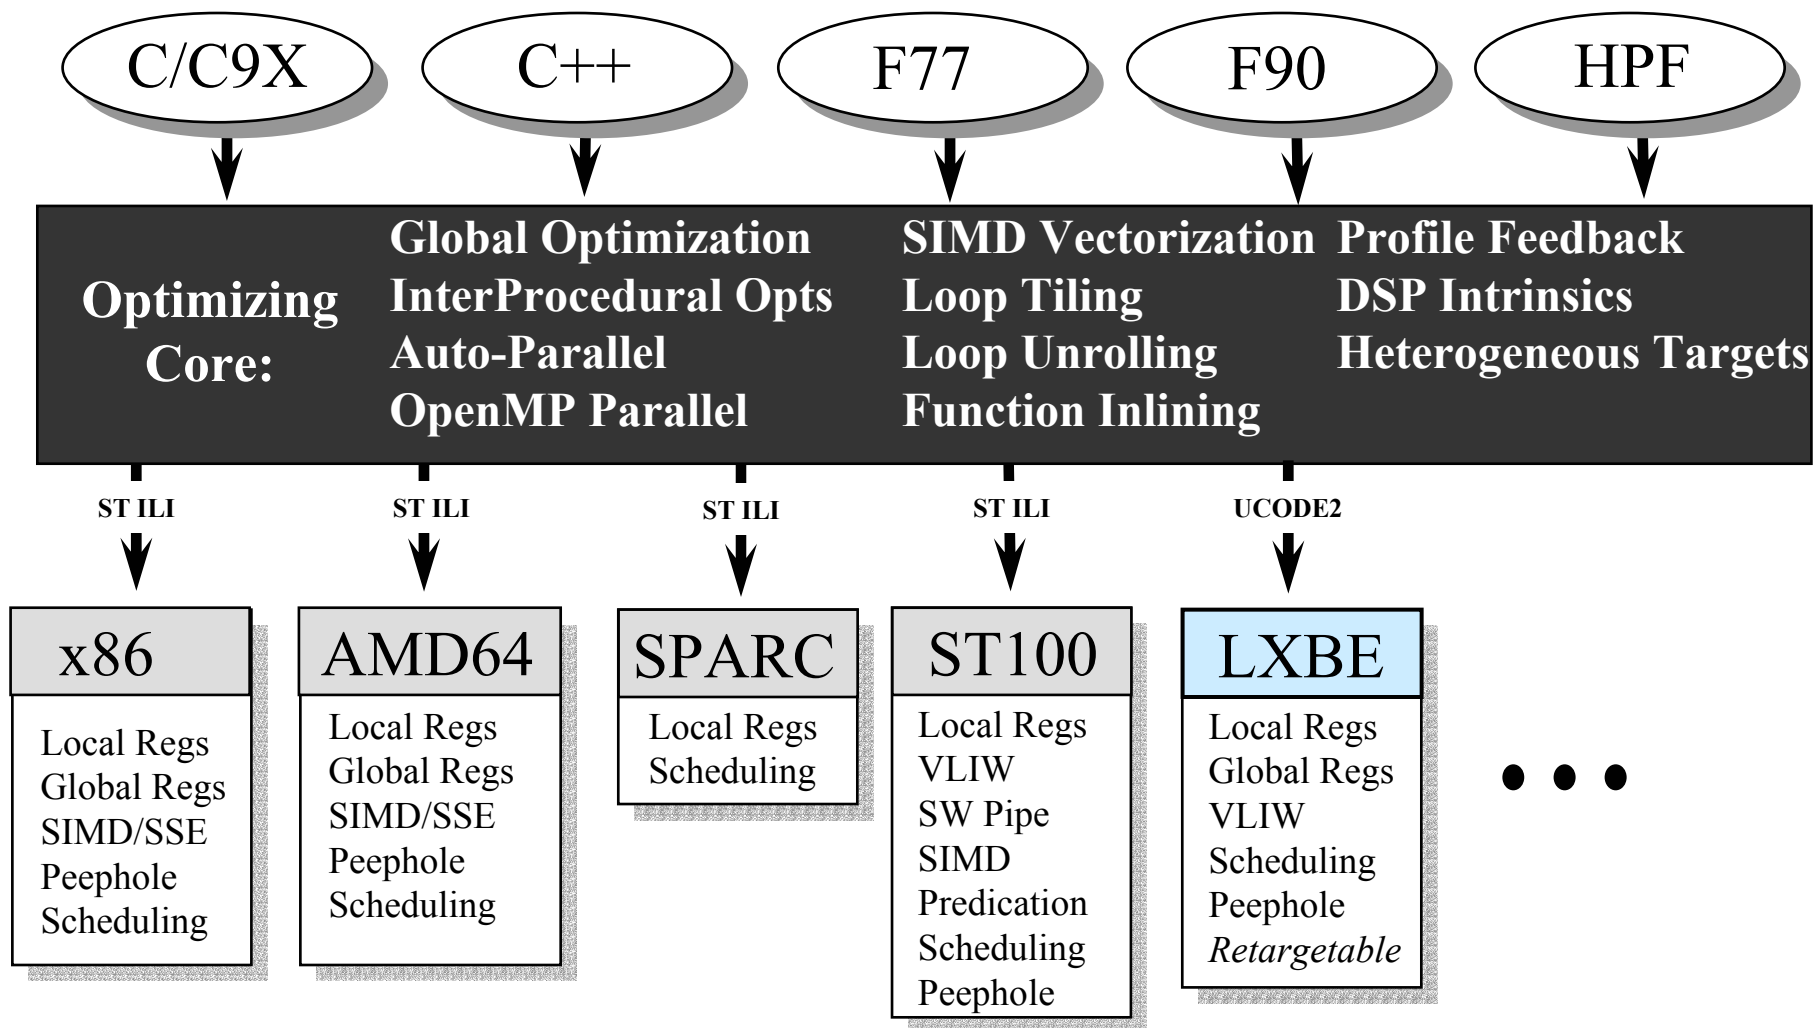 C/C9X
C++
F77
F90
HPF
Optimizing
Core:
Global Optimization
InterProcedural Opts
Auto-Parallel
OpenMP Parallel
SIMD Vectorization
Loop Tiling
Loop Unrolling
Function Inlining
Profile Feedback
DSP Intrinsics
Heterogeneous Targets
ST ILI
ST ILI
ST ILI
ST ILI
UCODE2
x86
Local Regs
Global Regs
SIMD/SSE
Peephole
Scheduling
AMD64
Local Regs
Global Regs
SIMD/SSE
Peephole
Scheduling
SPARC
Local Regs
Scheduling
ST100
Local Regs
VLIW
SW Pipe
SIMD
Predication
Scheduling
Peephole
LXBE
Local Regs
Global Regs
VLIW
Scheduling
Peephole
Retargetable